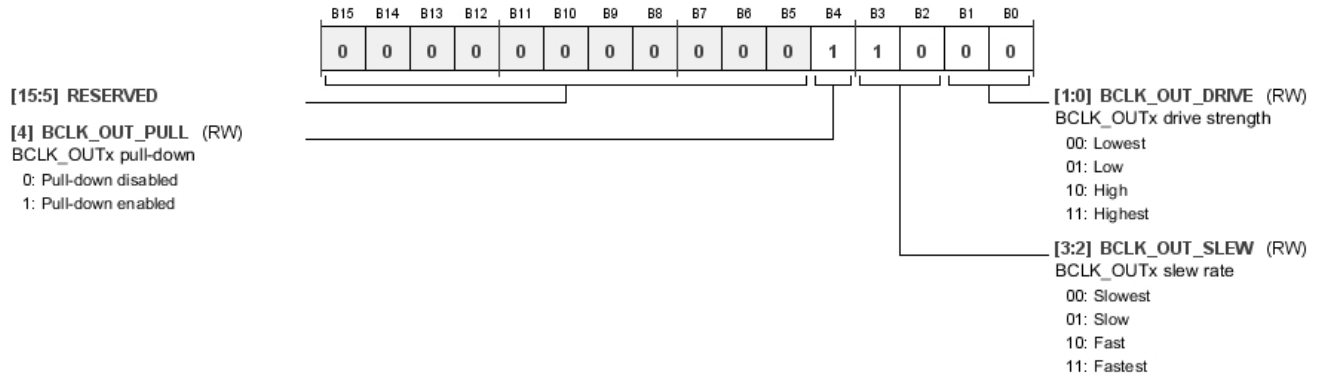 B15 B14 B13 B12 B11 B10 B9 B8 B7 B6 B5 B4 B3 B2 B1 B0
0 0 0 0 0 0 0 0 0 0 0 1 1 0 0 0
[15:5] RESERVED
[4] BCLK_OUT_PULL (RW)
BCLK_OUTx pull-down
0: Pull-down disabled
1: Pull-down enabled
[1:0] BCLK_OUT_DRIVE (RW)
BCLK_OUTx drive strength
00: Lowest
01: Low
10: High
11: Highest
[3:2] BCLK_OUT_SLEW (RW)
BCLK_OUTx slew rate
00: Slowest
01: Slow
10: Fast
11: Fastest